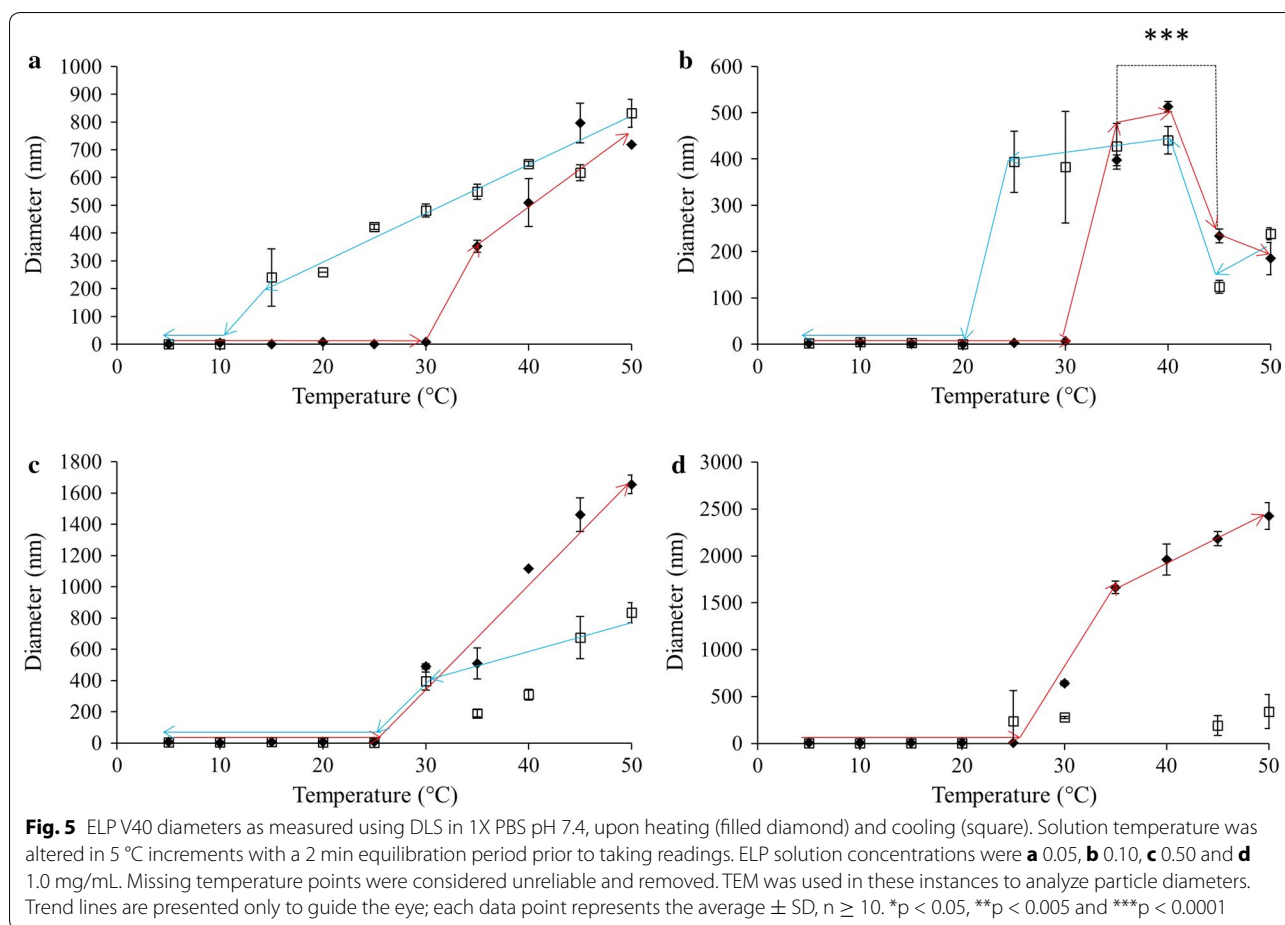 a
1000
900
800
700
600
500
400
300
200
100
0
Diameter (nm)
0 10 20 30 40 50
Temperature (°C)
b
***
600
500
400
300
200
100
0
Diameter (nm)
0 10 20 30 40 50
Temperature (°C)
c
1800
1600
1400
1200
1000
800
600
400
200
0
Diameter (nm)
0 10 20 30 40 50
Temperature (°C)
d
3000
2500
2000
1500
1000
500
0
Diameter (nm)
0 10 20 30 40 50
Temperature (°C)
Fig. 5 ELP V40 diameters as measured using DLS in 1X PBS pH 7.4, upon heating (filled diamond) and cooling (square). Solution temperature was
altered in 5 °C increments with a 2 min equilibration period prior to taking readings. ELP solution concentrations were a 0.05, b 0.10, c 0.50 and d
1.0 mg/mL. Missing temperature points were considered unreliable and removed. TEM was used in these instances to analyze particle diameters.
Trend lines are presented only to guide the eye; each data point represents the average ± SD, n ≥ 10. *p < 0.05, **p < 0.005 and ***p < 0.0001